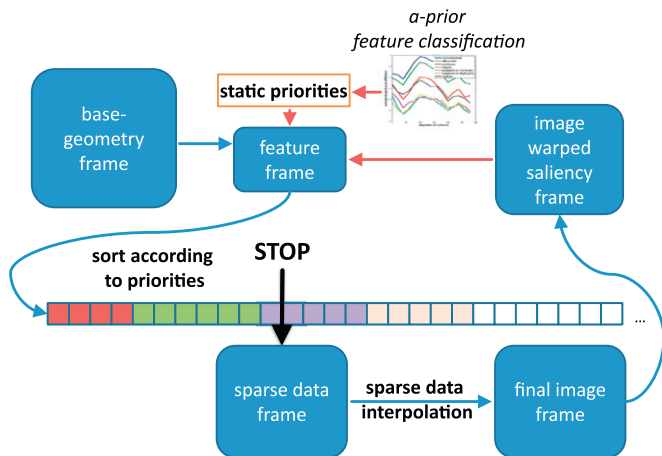 a-prior
feature classification
static priorities
base-
geometry
frame
feature
frame
image
warped
saliency
frame
sort according
to priorities
STOP
...
sparse data
frame
sparse data
interpolation
final image
frame